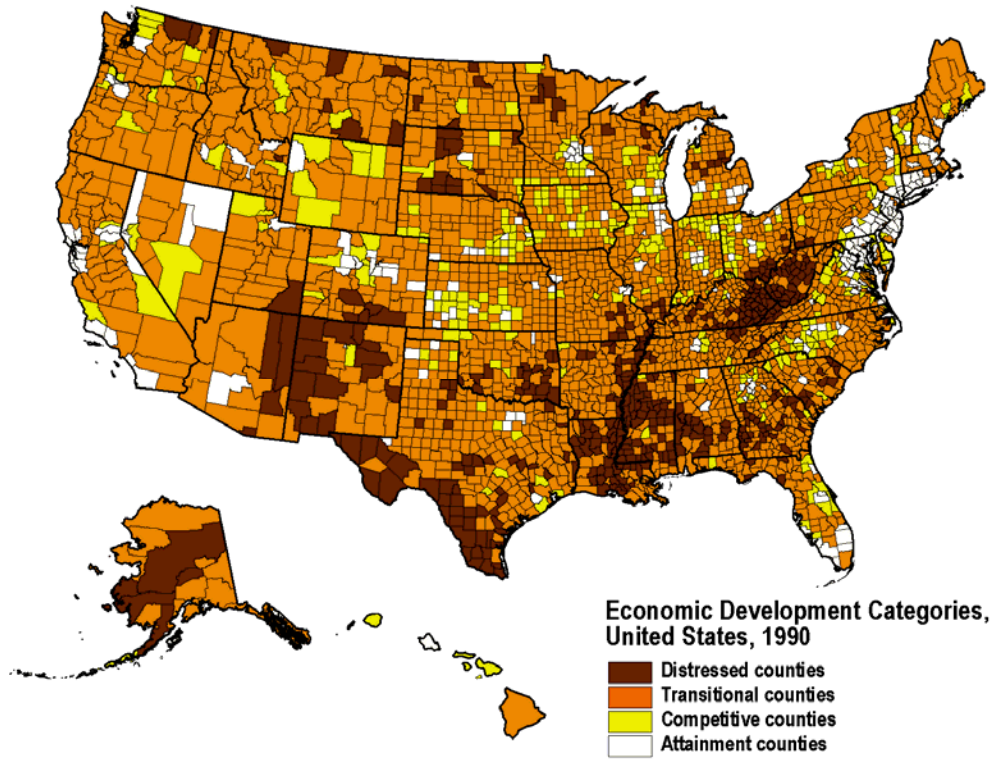 Economic Development Categories,
United States, 1990
Distressed counties
Transitional counties
Competitive counties
Attainment counties